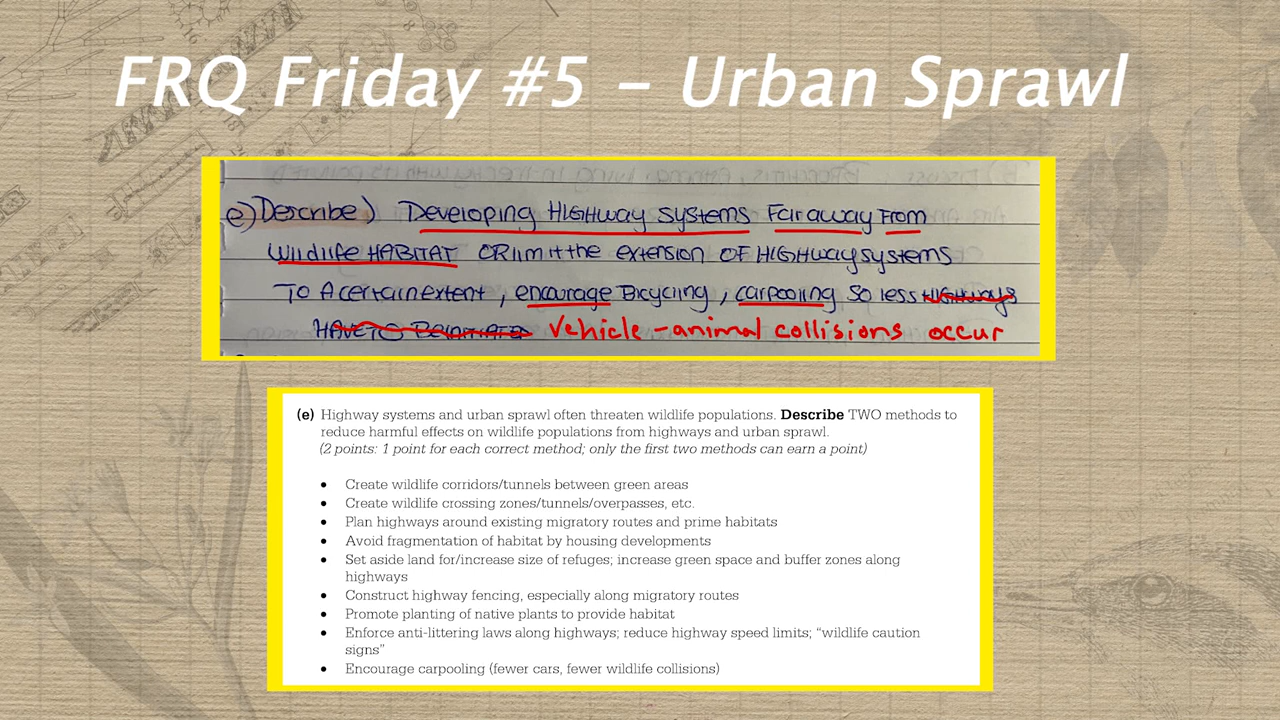 FRQ Friday #5 – Urban Sprawl
e) Describe) Developing Highway systems Far away From
Wildlife HABITAT OR limit the extension OF Highway systems
To A certain extent, encourage Bicycling, carpooling so less Highways
HAVE TO BE vehicle-animal collisions occur
(e) Highway systems and urban sprawl often threaten wildlife populations. Describe TWO methods to
reduce harmful effects on wildlife populations from highways and urban sprawl.
(2 points: 1 point for each correct method; only the first two methods can earn a point)
• Create wildlife corridors/tunnels between green areas
• Create wildlife crossing zones/tunnels/overpasses, etc.
• Plan highways around existing migratory routes and prime habitats
• Avoid fragmentation of habitat by housing developments
• Set aside land for/increase size of refuges; increase green space and buffer zones along
highways
• Construct highway fencing, especially along migratory routes
• Promote planting of native plants to provide habitat
• Enforce anti-littering laws along highways; reduce highway speed limits; “wildlife caution
signs”
• Encourage carpooling (fewer cars, fewer wildlife collisions)